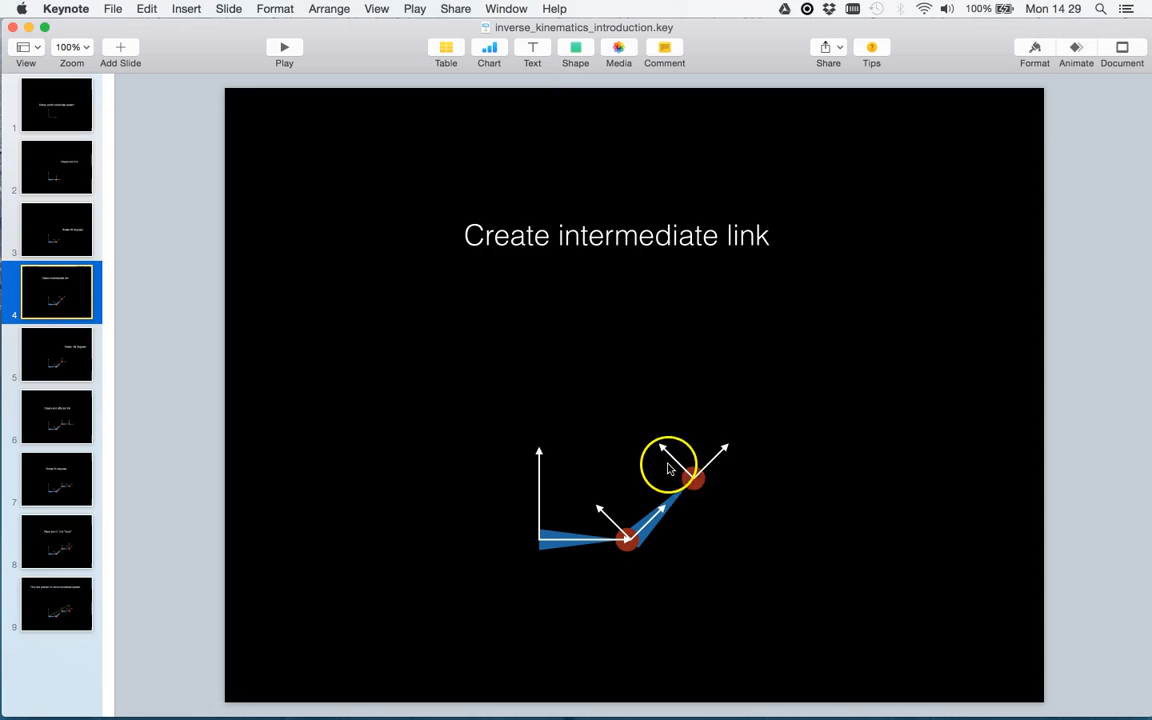 Keynote File Edit Insert Slide Format Arrange View Play Share Window Help 100% Mon 14 29
inverse_kinematics_introduction.key
100%
View Zoom Add Slide Play Table Chart Text Shape Media Comment Share Tips Format Animate Document
Create intermediate link
1
2
3
4
5
6
7
8
9